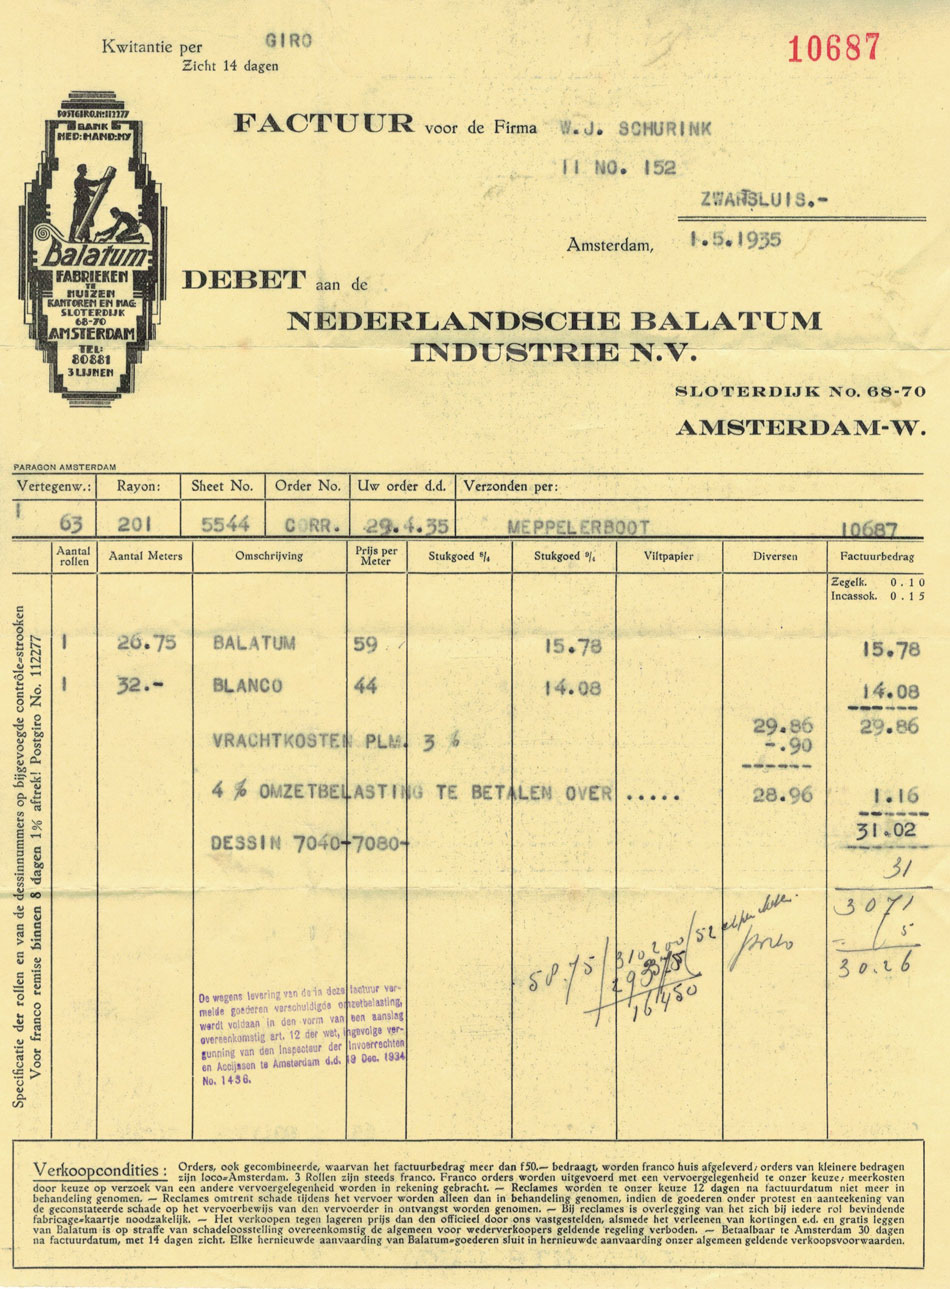 Kwitantie per GIRO
Zicht 14 dagen
10687
POSTGIRO.N:112277
BANK
NED:HAND:MY
Balatum
FABRIEKEN
TE
HUIZEN
KANTOREN EN MAG:
SLOTERDIJK
68-70
AMSTERDAM
TEL:
80881
3 LIJNEN
FACTUUR voor de Firma W.J. SCHURINK
II NO. 152
ZWARTSLUIS.-
Amsterdam, 1.5.1935
DEBET aan de
NEDERLANDSCHE BALATUM
INDUSTRIE N.V.
SLOTERDIJK No. 68-70
AMSTERDAM-W.
PARAGON AMSTERDAM
Vertegenw.: Rayon: Sheet No. Order No. Uw order d.d. Verzonden per:
63 201 5544 CORR. 29.4.35 MEPPELERBOOT 10687
Aantal rollen Aantal Meters Omschrijving Prijs per Meter Stukgoed 8/4 Stukgoed 9/4 Viltpapier Diversen Factuurbedrag
Zegelk. 0.10
Incassok. 0.15
1 26.75 BALATUM 59 15.78 15.78
1 32.- BLANCO 44 14.08 14.08
29.86 29.86
VRACHTKOSTEN PLM. 3 % -.90
4 % OMZETBELASTING TE BETALEN OVER ..... 28.96 1.16
31.02
DESSIN 7040-7080-
31
3071
5
30.26
58.75/310200/52
29375
16450
De wegens levering van de in deze factuur ver-
melde goederen verschuldigde omzetbelasting,
werdt voldaan in den vorm van een aanslag
overeenkomstig art. 12 der wet, ingevolge ver-
gunning van den Inspecteur der Invoerrechten
en Accijnsen te Amsterdam d.d. 19 Dec. 1934
No. 1436.
Specificatie der rollen en van de dessinnummers op bijgevoegde contrôle-strooken
Voor franco remise binnen 8 dagen 1% aftrek! Postgiro No. 112277
Verkoopcondities : Orders, ook gecombineerde, waarvan het factuurbedrag meer dan f50.— bedraagt, worden franco huis afgeleverd; orders van kleinere bedragen
zijn loco-Amsterdam. 3 Rollen zijn steeds franco. Franco orders worden uitgevoerd met een vervoergelegenheid te onzer keuze; meerkosten
door keuze op verzoek van een andere vervoergelegenheid worden in rekening gebracht. — Reclames worden te onzer keuze 12 dagen na factuurdatum niet meer in
behandeling genomen. — Reclames omtrent schade tijdens het vervoer worden alleen dan in behandeling genomen, indien de goederen onder protest en aanteekening van
de geconstateerde schade op het vervoerbewijs van den vervoerder in ontvangst worden genomen. — Bij reclames is overlegging van het zich bij iedere rol bevindende
fabricage-kaartje noodzakelijk. — Het verkoopen tegen lageren prijs dan den officieel door ons vastgestelden, alsmede het verleenen van kortingen e.d. en gratis leggen
van Balatum is op straffe van schadeloosstelling overeenkomstig de algemeen voor wederverkoopers geldende regeling verboden. — Betaalbaar te Amsterdam 30 dagen
na factuurdatum, met 14 dagen zicht. Elke hernieuwde aanvaarding van Balatum-goederen sluit in hernieuwde aanvaarding onzer algemeen geldende verkoopsvoorwaarden.